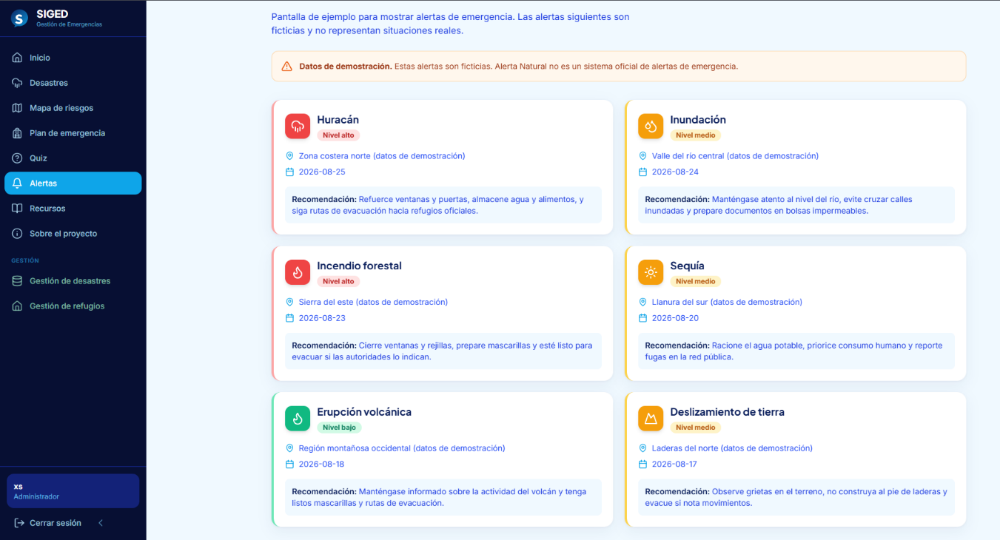 SIGED
Gestión de Emergencias
Inicio
Desastres
Mapa de riesgos
Plan de emergencia
Quiz
Alertas
Recursos
Sobre el proyecto
GESTIÓN
Gestión de desastres
Gestión de refugios
xs
Administrador
Cerrar sesión
Pantalla de ejemplo para mostrar alertas de emergencia. Las alertas siguientes son
ficticias y no representan situaciones reales.
Datos de demostración. Estas alertas son ficticias. Alerta Natural no es un sistema oficial de alertas de emergencia.
Huracán
Nivel alto
Zona costera norte (datos de demostración)
2026-08-25
Recomendación: Refuerce ventanas y puertas, almacene agua y alimentos, y
siga rutas de evacuación hacia refugios oficiales.
Inundación
Nivel medio
Valle del río central (datos de demostración)
2026-08-24
Recomendación: Manténgase atento al nivel del río, evite cruzar calles
inundadas y prepare documentos en bolsas impermeables.
Incendio forestal
Nivel alto
Sierra del este (datos de demostración)
2026-08-23
Recomendación: Cierre ventanas y rejillas, prepare mascarillas y esté listo para
evacuar si las autoridades lo indican.
Sequía
Nivel medio
Llanura del sur (datos de demostración)
2026-08-20
Recomendación: Racione el agua potable, priorice consumo humano y reporte
fugas en la red pública.
Erupción volcánica
Nivel bajo
Región montañosa occidental (datos de demostración)
2026-08-18
Recomendación: Manténgase informado sobre la actividad del volcán y tenga
listos mascarillas y rutas de evacuación.
Deslizamiento de tierra
Nivel medio
Laderas del norte (datos de demostración)
2026-08-17
Recomendación: Observe grietas en el terreno, no construya al pie de laderas y
evacue si nota movimientos.